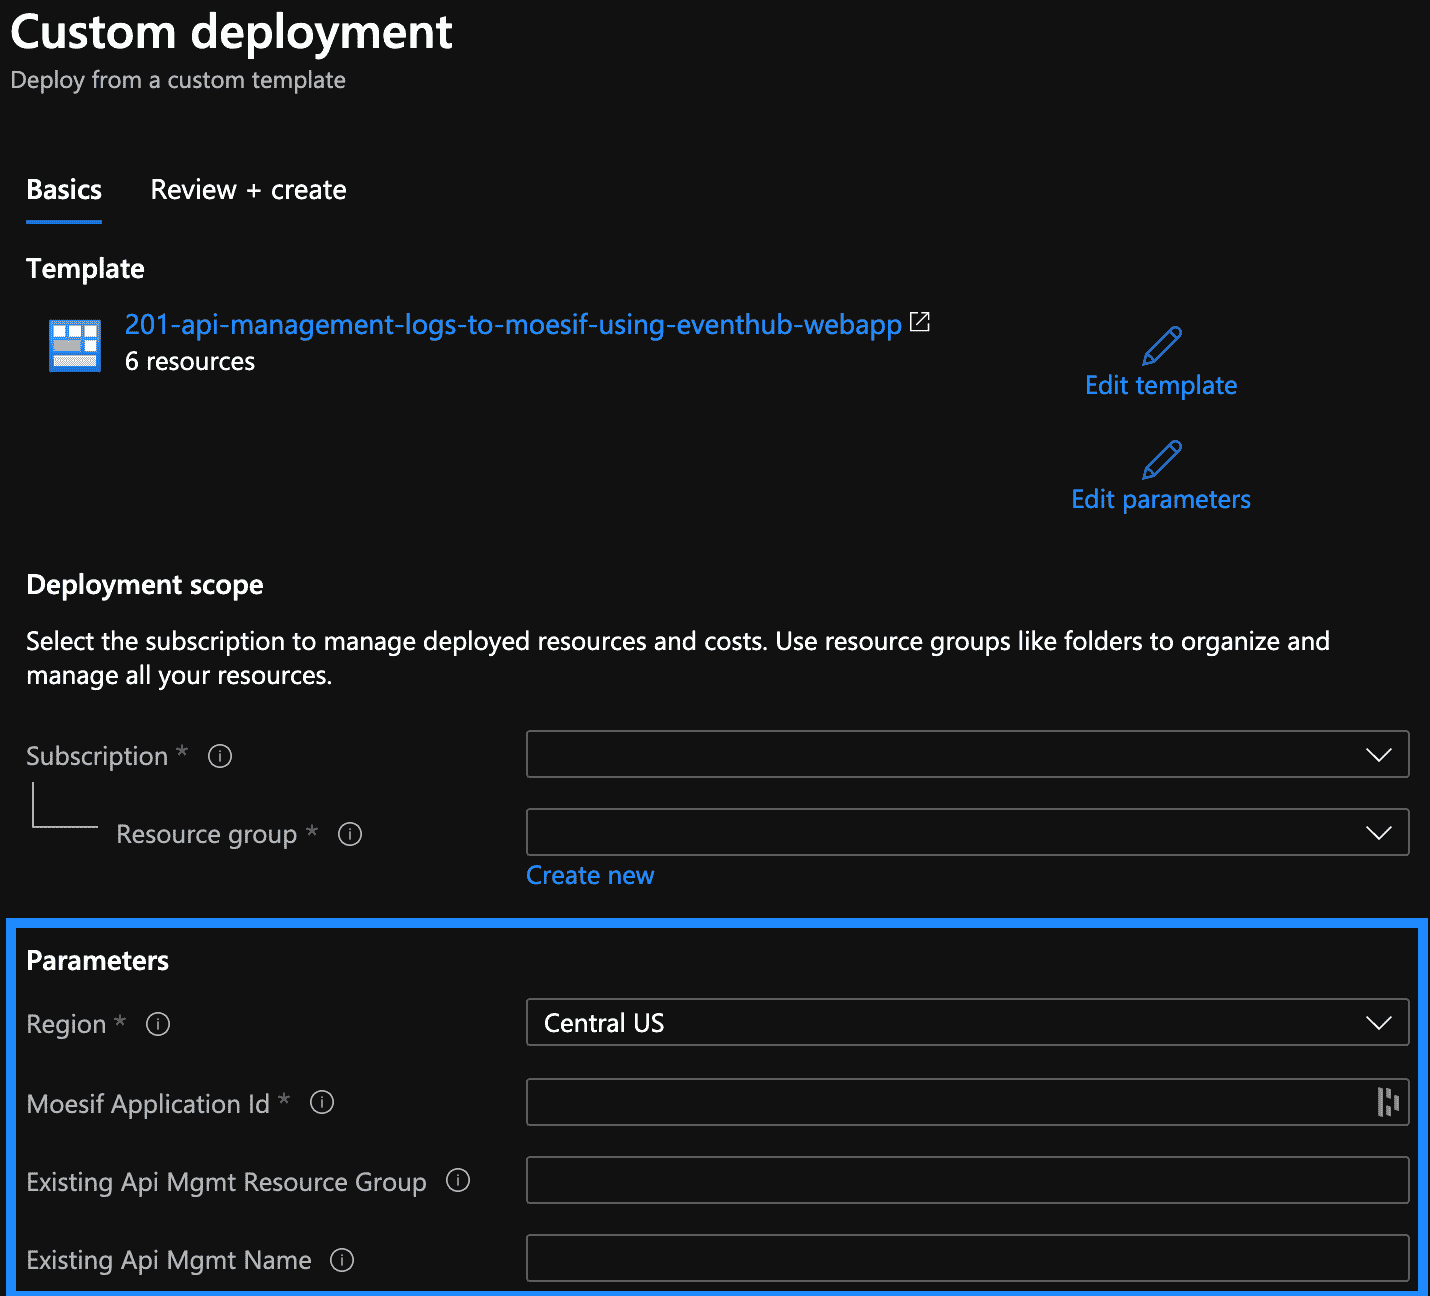 Custom deployment
Deploy from a custom template
Basics
Review + create
Template
201-api-management-logs-to-moesif-using-eventhub-webapp
6 resources
Edit template
Edit parameters
Deployment scope
Select the subscription to manage deployed resources and costs. Use resource groups like folders to organize and
manage all your resources.
Subscription *
Resource group *
Create new
Parameters
Region *
Central US
Moesif Application Id *
Existing Api Mgmt Resource Group
Existing Api Mgmt Name